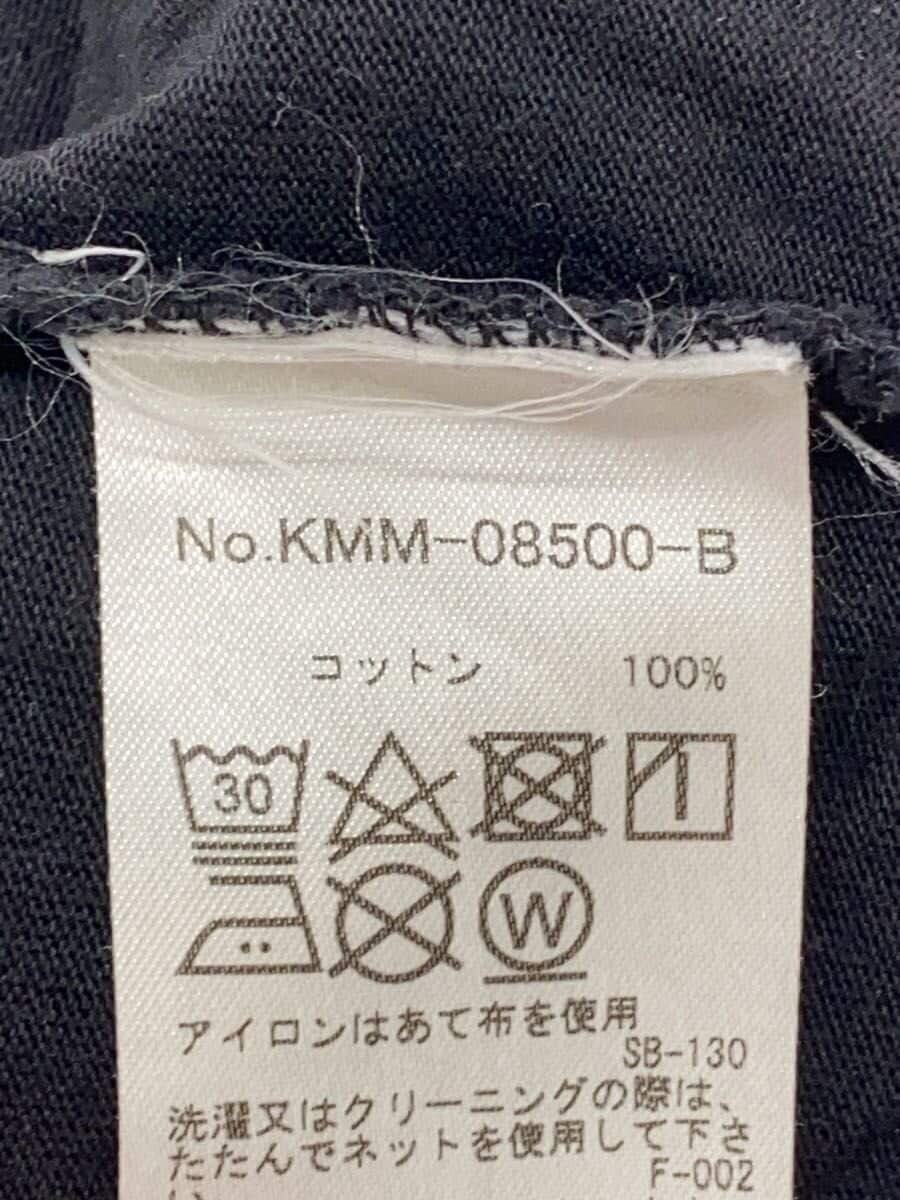 No.KMM-08500-B
コットン 100%
30
W
アイロンはあて布を使用
SB-130
洗濯又はクリーニングの際は、
たたんでネットを使用して下さ
F-002